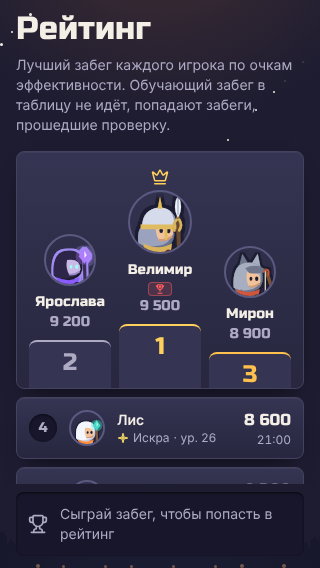 Рейтинг
Лучший забег каждого игрока по очкам
эффективности. Обучающий забег в
таблицу не идёт, попадают забеги,
прошедшие проверку.
Велимир
9 500
Ярослава
9 200
Мирон
8 900
2
1
3
4
Лис
8 600
Искра · ур. 26
21:00
Сыграй забег, чтобы попасть в
рейтинг